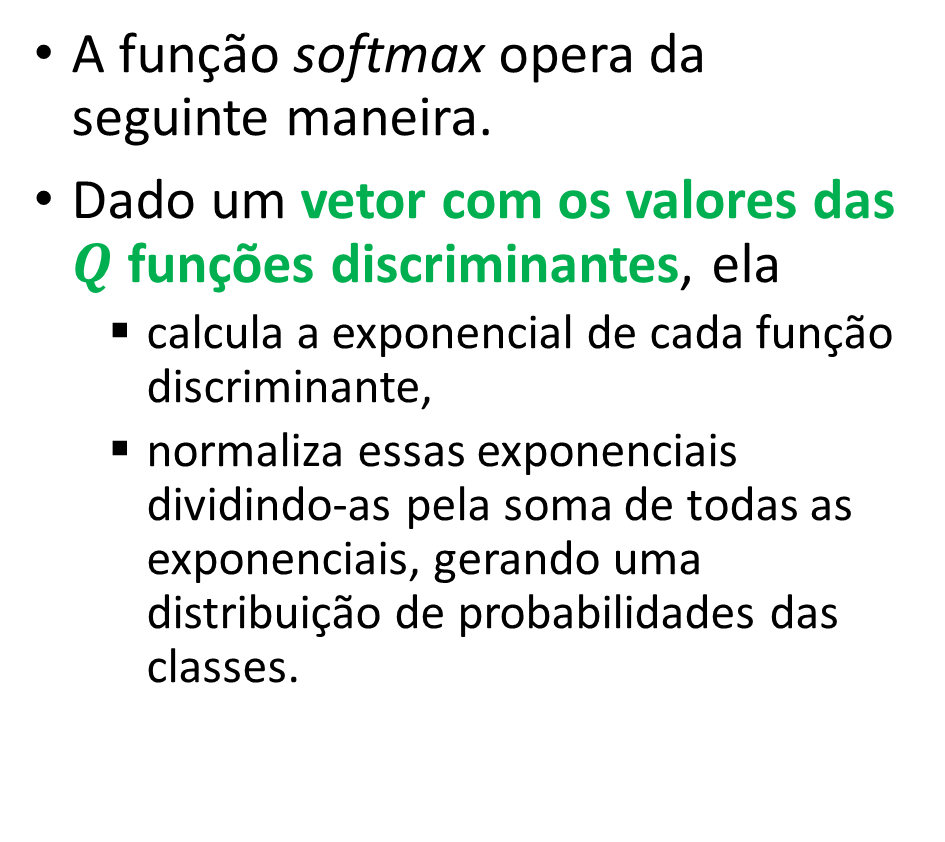 • A função softmax opera da
seguinte maneira.
• Dado um vetor com os valores das
Q funções discriminantes, ela
▪ calcula a exponencial de cada função
discriminante,
▪ normaliza essas exponenciais
dividindo-as pela soma de todas as
exponenciais, gerando uma
distribuição de probabilidades das
classes.